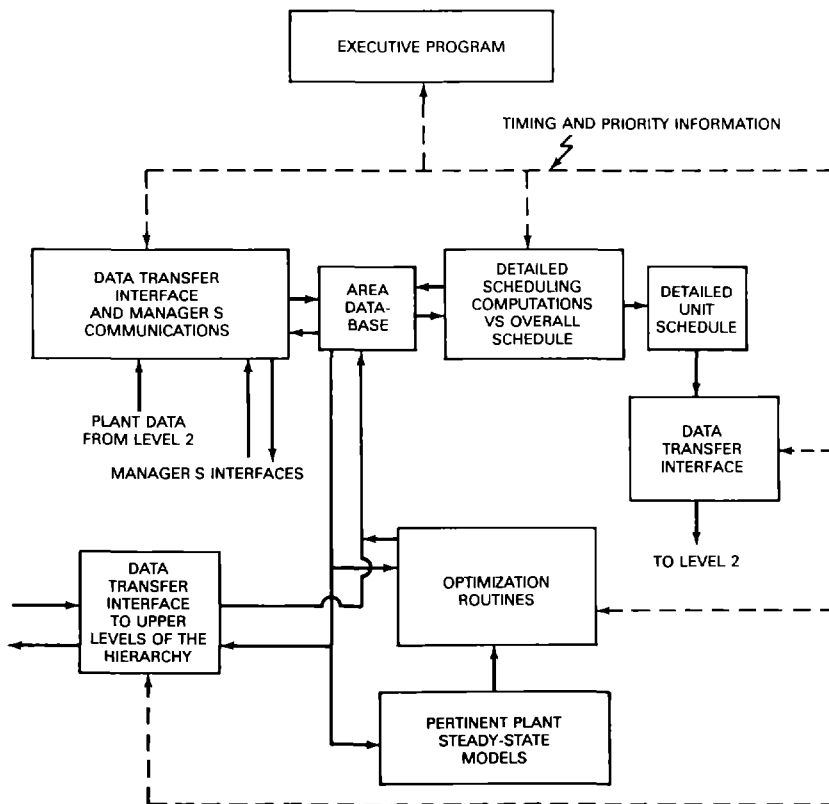 EXECUTIVE PROGRAM
TIMING AND PRIORITY INFORMATION
DATA TRANSFER
INTERFACE
AND MANAGER S
COMMUNICATIONS
AREA
DATA-
BASE
DETAILED
SCHEDULING
COMPUTATIONS
VS OVERALL
SCHEDULE
DETAILED
UNIT
SCHEDULE
PLANT DATA
FROM LEVEL 2
MANAGER S INTERFACES
DATA
TRANSFER
INTERFACE
TO LEVEL 2
DATA
TRANSFER
INTERFACE
TO UPPER
LEVELS OF THE
HIERARCHY
OPTIMIZATION
ROUTINES
PERTINENT PLANT
STEADY-STATE
MODELS